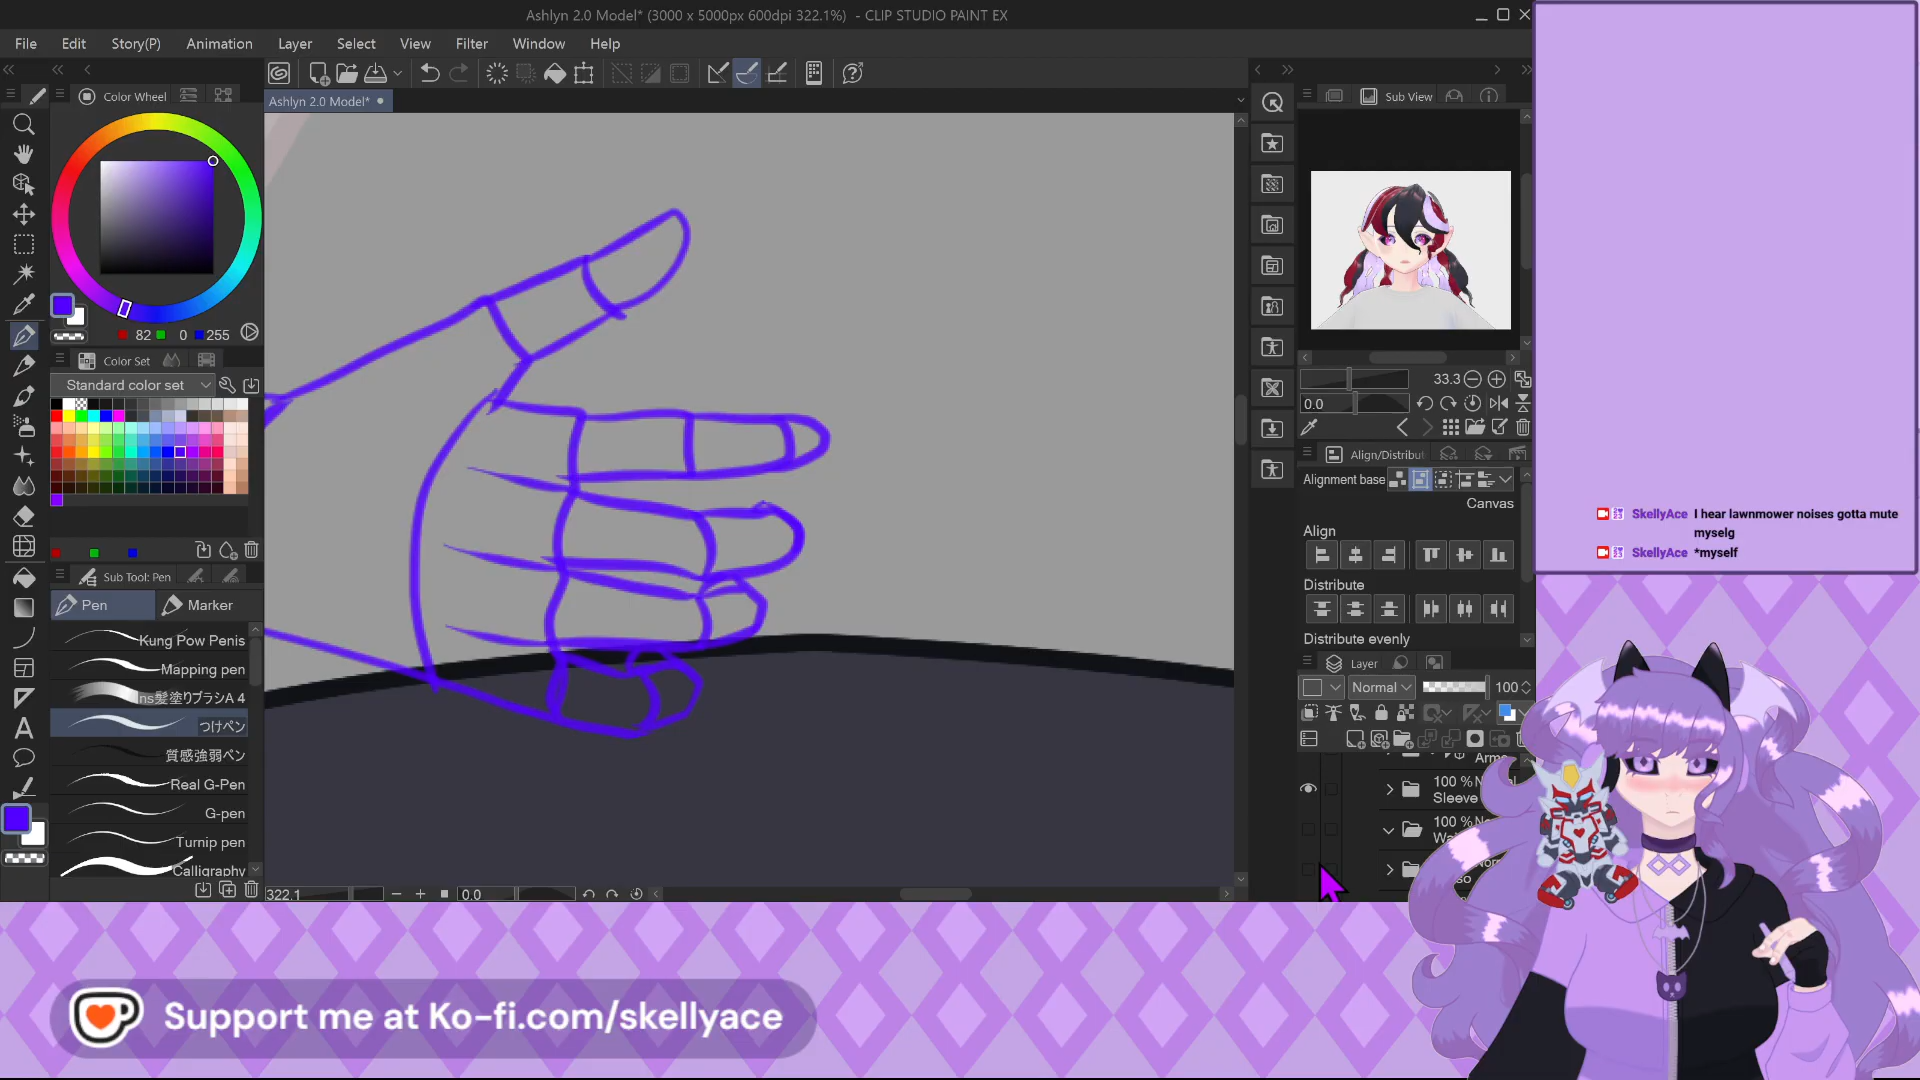 Ashlyn 2.0 Model* (3000 x 5000px 600dpi 322.1%) - CLIP STUDIO PAINT EX
File Edit Story(P) Animation Layer Select View Filter Window Help
Color Wheel
Ashlyn 2.0 Model*
Sub View
82 0 255
Color Set
Standard color set
33.3
0.0
Align/Distribut
Alignment base
Canvas
Align
Distribute
Distribute evenly
Sub Tool: Pen
Pen Marker
Kung Pow Penis
Mapping pen
ns髪塗りブラシA 4
つけペン
質感強弱ペン
Real G-Pen
G-pen
Turnip pen
Calligraphy
Layer
Normal 100
Arms
100 %
Sleeve
100 %
322.1 0.0
SkellyAce I hear lawnmower noises gotta mute
myselg
SkellyAce *myself
Support me at Ko-fi.com/skellyace